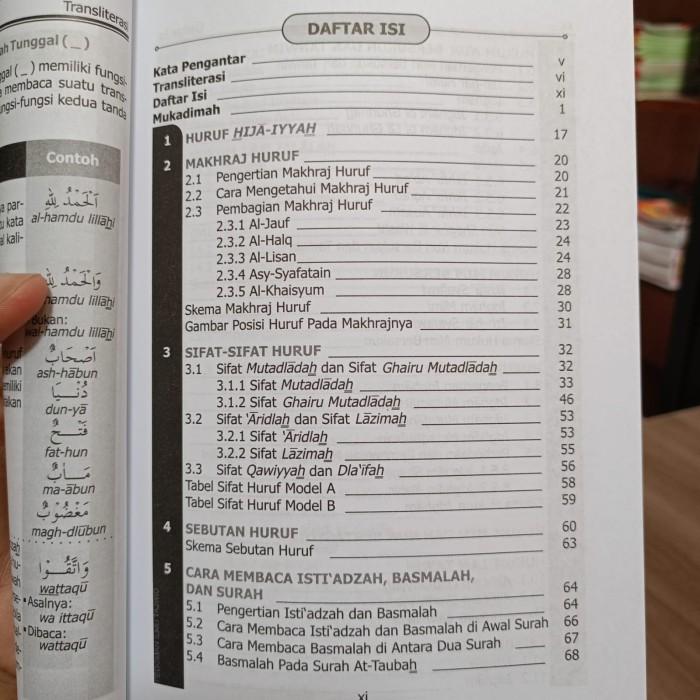 Transliterasi
ah Tunggal ( _ )
gal ( _ ) memiliki fungsi
membaca suatu trans-
ngsi-fungsi kedua tanda
Contoh
اَلْحَمْدُ لِلّٰهِ
al-hamdu lillāhi
a par-
u kata
al kali-
وَالْحَمْدُ لِلّٰهِ
hamdu lillāhi
Bukan:
wal-hamdu lillāhi
أَصْحَابٌ
ash-hābun
دُنْيَا
dun-yā
فَتْحٌ
fat-hun
مَآبٌ
ma-ābun
مَغْضُوْبٌ
magh-dlūbun
وَاتَّقُوْا
wattaqū
•Asalnya:
wa ittaqū
•Dibaca:
wattaqū
DAFTAR ISI
Kata Pengantar v
Transliterasi vi
Daftar Isi xi
Mukadimah 1
1 HURUF HIJĀ-IYYAH 17
2 MAKHRAJ HURUF 20
2.1 Pengertian Makhraj Huruf 20
2.2 Cara Mengetahui Makhraj Huruf 21
2.3 Pembagian Makhraj Huruf 22
2.3.1 Al-Jauf 23
2.3.2 Al-Halq 24
2.3.3 Al-Lisan 24
2.3.4 Asy-Syafatain 28
2.3.5 Al-Khaisyum 28
Skema Makhraj Huruf 30
Gambar Posisi Huruf Pada Makhrajnya 31
3 SIFAT-SIFAT HURUF 32
3.1 Sifat Mutadlādah dan Sifat Ghairu Mutadlādah 32
3.1.1 Sifat Mutadlādah 33
3.1.2 Sifat Ghairu Mutadlādah 46
3.2 Sifat 'Āridlah dan Sifat Lāzimah 53
3.2.1 Sifat 'Āridlah 53
3.2.2 Sifat Lāzimah 55
3.3 Sifat Qawiyyah dan Dla'ifah 56
Tabel Sifat Huruf Model A 58
Tabel Sifat Huruf Model B 59
4 SEBUTAN HURUF 60
Skema Sebutan Huruf 63
5 CARA MEMBACA ISTI'ADZAH, BASMALAH,
DAN SURAH 64
5.1 Pengertian Isti'adzah dan Basmalah 64
5.2 Cara Membaca Isti'adzah dan Basmalah di Awal Surah 66
5.3 Cara Membaca Basmalah di Antara Dua Surah 67
5.4 Basmalah Pada Surah At-Taubah 68
xi